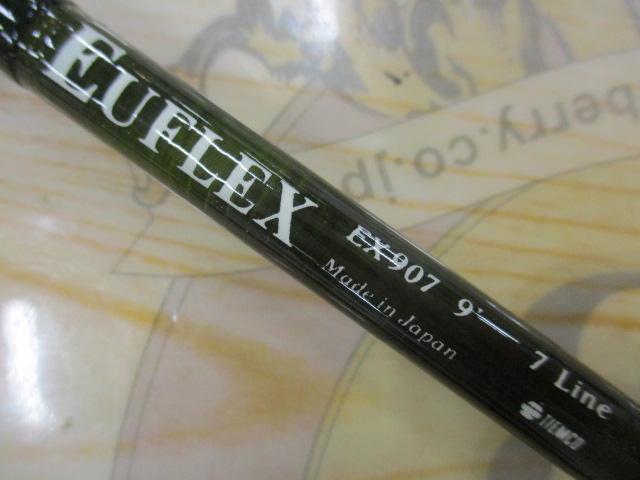 EUFLEX
EX 907 9' 7 Line
Made in Japan
TIEMCO
berry.co.jp